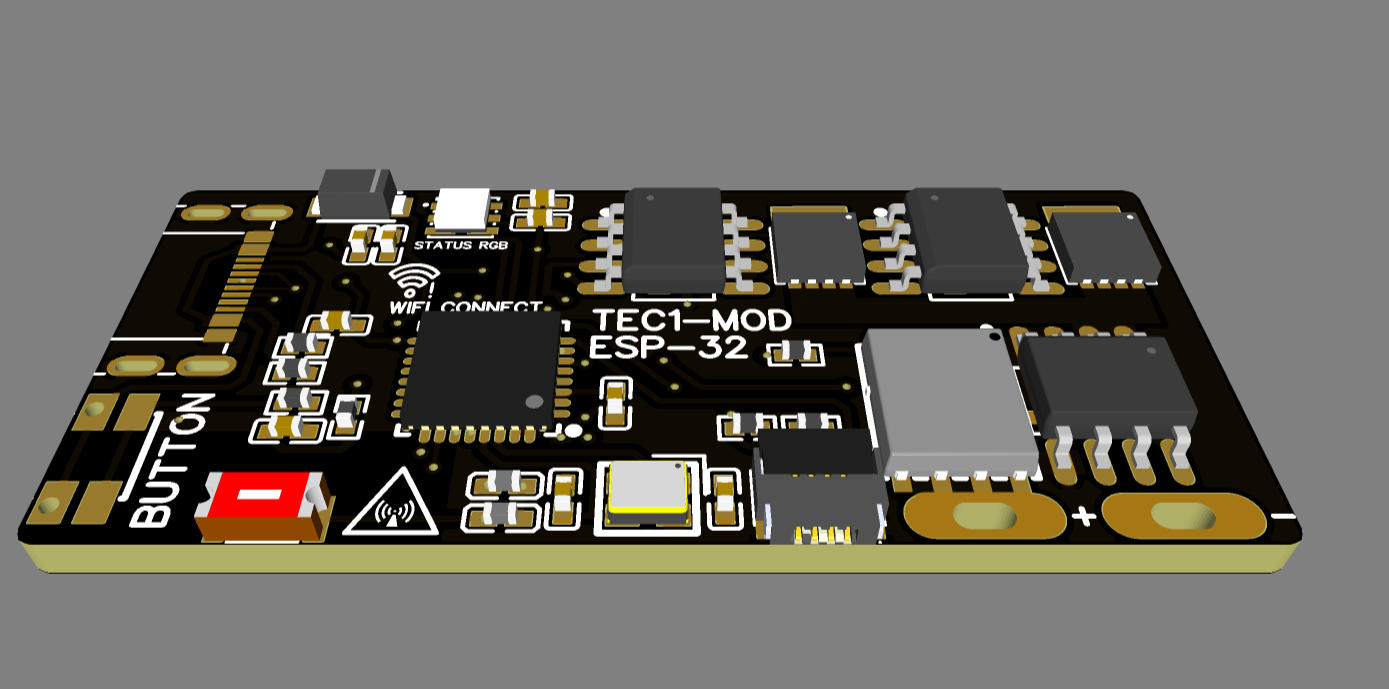 STATUS RGB
WIFI CONNECT
TEC1-MOD
ESP-32
BUTTON
+
-